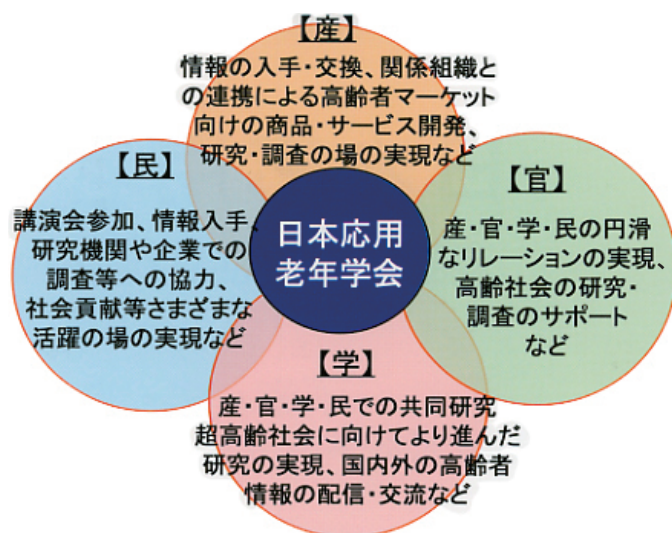 【産】
情報の入手・交換、関係組織と
の連携による高齢者マーケット
向けの商品・サービス開発、
研究・調査の場の実現など
【民】
講演会参加、情報入手、
研究機関や企業での
調査等への協力、
社会貢献等さまざまな
活躍の場の実現など
日本応用
老年学会
【官】
産・官・学・民の円滑
なリレーションの実現、
高齢社会の研究・
調査のサポート
など
【学】
産・官・学・民での共同研究
超高齢社会に向けてより進んだ
研究の実現、国内外の高齢者
情報の配信・交流など